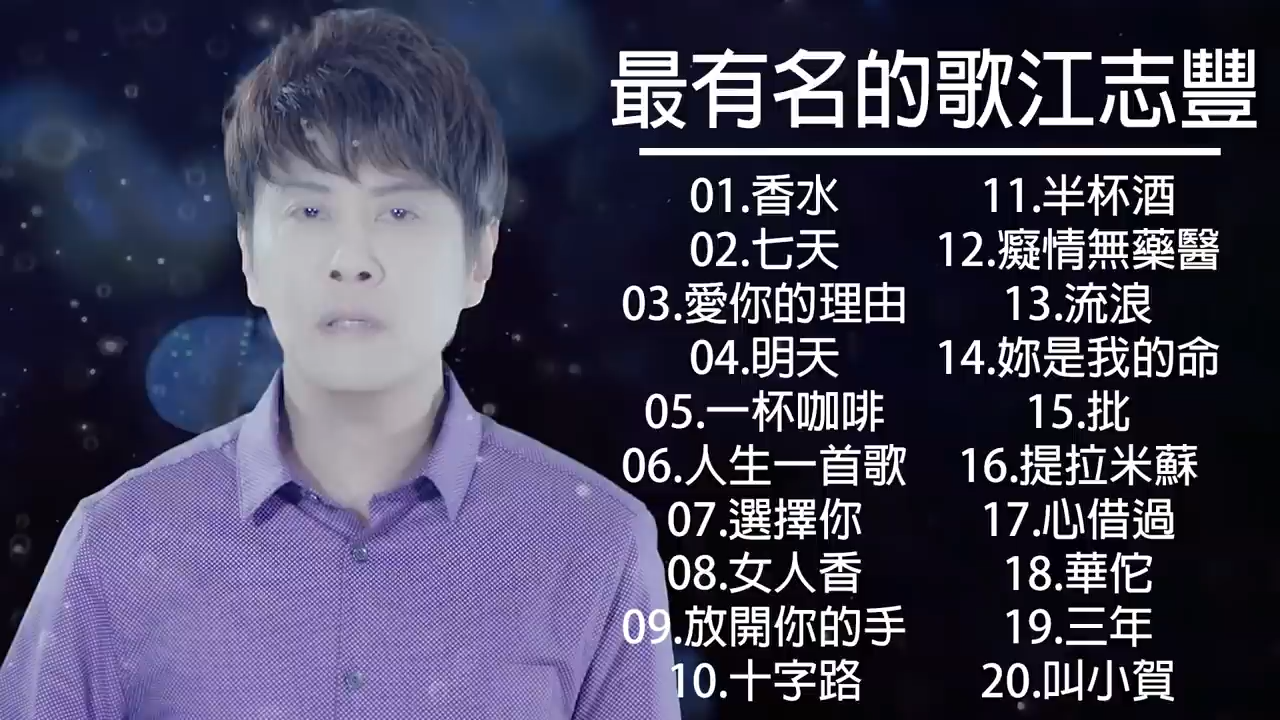 最有名的歌江志豐
01.香水
02.七天
03.愛你的理由
04.明天
05.一杯咖啡
06.人生一首歌
07.選擇你
08.女人香
09.放開你的手
10.十字路
11.半杯酒
12.癡情無藥醫
13.流浪
14.妳是我的命
15.批
16.提拉米蘇
17.心借過
18.華佗
19.三年
20.叫小賀